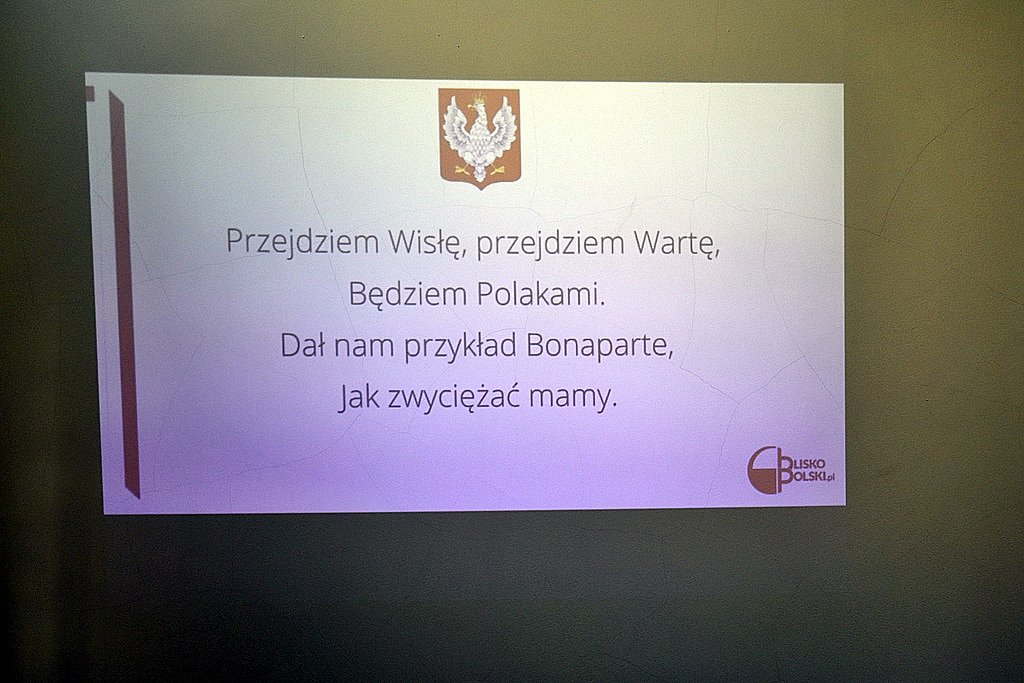 Przejdziem Wisłę, przejdziem Wartę,
Będziem Polakami.
Dał nam przykład Bonaparte,
Jak zwyciężać mamy.
BLISKO
POLSKI.pl